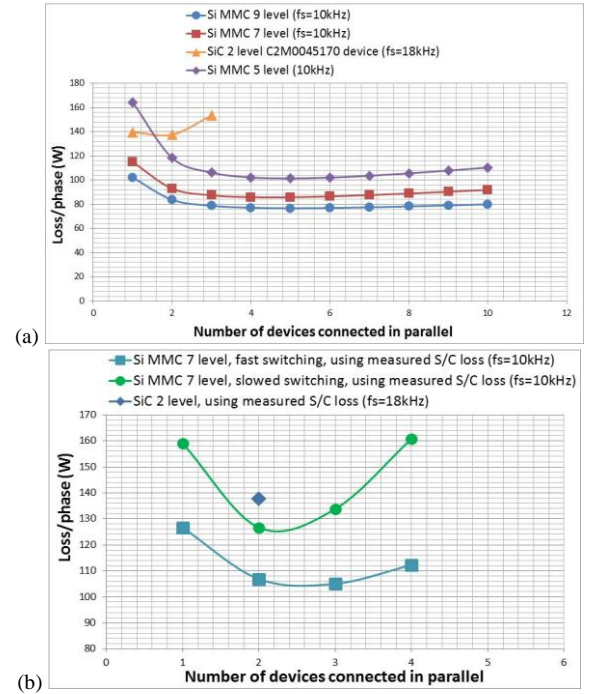 Si MMC 9 level (fs=10kHz)
Si MMC 7 level (fs=10kHz)
SiC 2 level C2M0045170 device (fs=18kHz)
Si MMC 5 level (10kHz)
180
160
140
120
100
80
60
40
20
0
Loss/phase (W)
0 2 4 6 8 10 12
Number of devices connected in parallel
(a)
Si MMC 7 level, fast switching, using measured S/C loss (fs=10kHz)
Si MMC 7 level, slowed switching, using measured S/C loss (fs=10kHz)
SiC 2 level, using measured S/C loss (fs=18kHz)
170
160
150
140
130
120
110
100
90
80
Loss/phase (W)
0 1 2 3 4 5 6
Number of devices connected in parallel
(b)